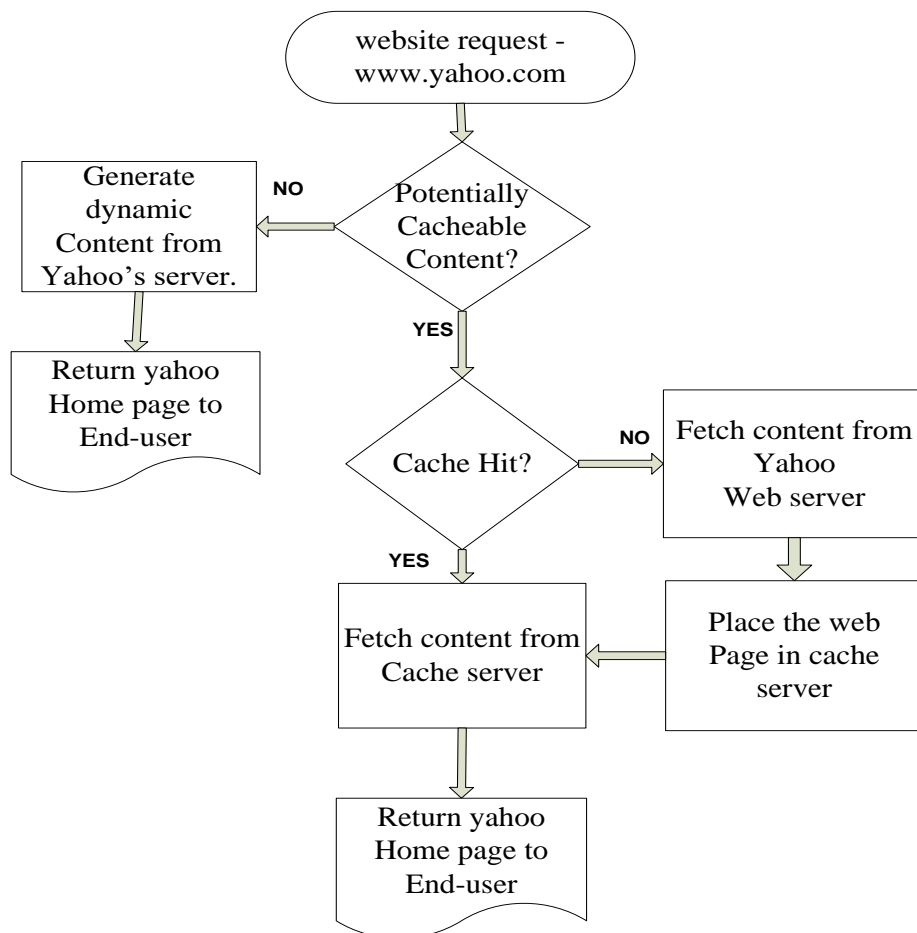 website request -
www.yahoo.com
Potentially
Cacheable
Content?
NO
Generate
dynamic
Content from
Yahoo’s server.
Return yahoo
Home page to
End-user
YES
Cache Hit?
NO
Fetch content from
Yahoo
Web server
Place the web
Page in cache
server
YES
Fetch content from
Cache server
Return yahoo
Home page to
End-user